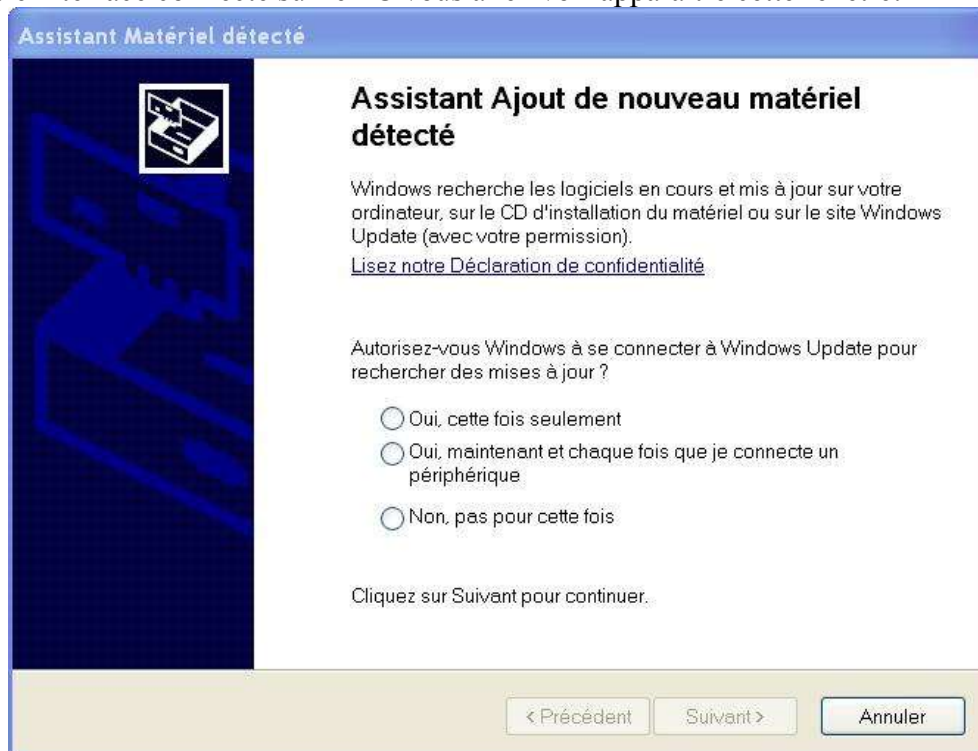 Assistant Matériel détecté
Assistant Ajout de nouveau matériel
détecté
Windows recherche les logiciels en cours et mis à jour sur votre
ordinateur, sur le CD d'installation du matériel ou sur le site Windows
Update (avec votre permission).
Lisez notre Déclaration de confidentialité
Autorisez-vous Windows à se connecter à Windows Update pour
rechercher des mises à jour ?
Oui, cette fois seulement
Oui, maintenant et chaque fois que je connecte un
périphérique
Non, pas pour cette fois
Cliquez sur Suivant pour continuer.
< Précédent
Suivant >
Annuler